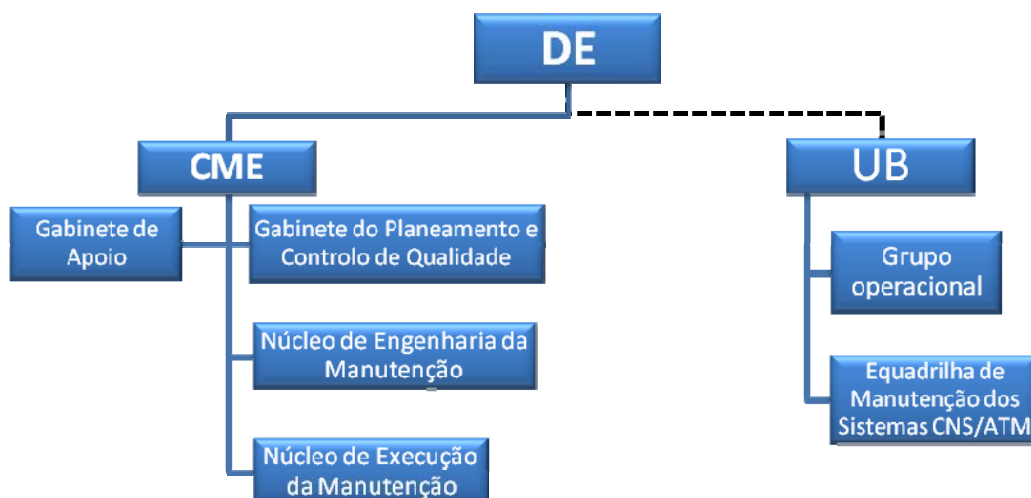 DE
CME
UB
Gabinete de
Apoio
Gabinete do Planeamento e
Controlo de Qualidade
Grupo
operacional
Núcleo de Engenharia da
Manutenção
Equadrilha de
Manutenção dos
Sistemas CNS/ATM
Núcleo de Execução
da Manutenção